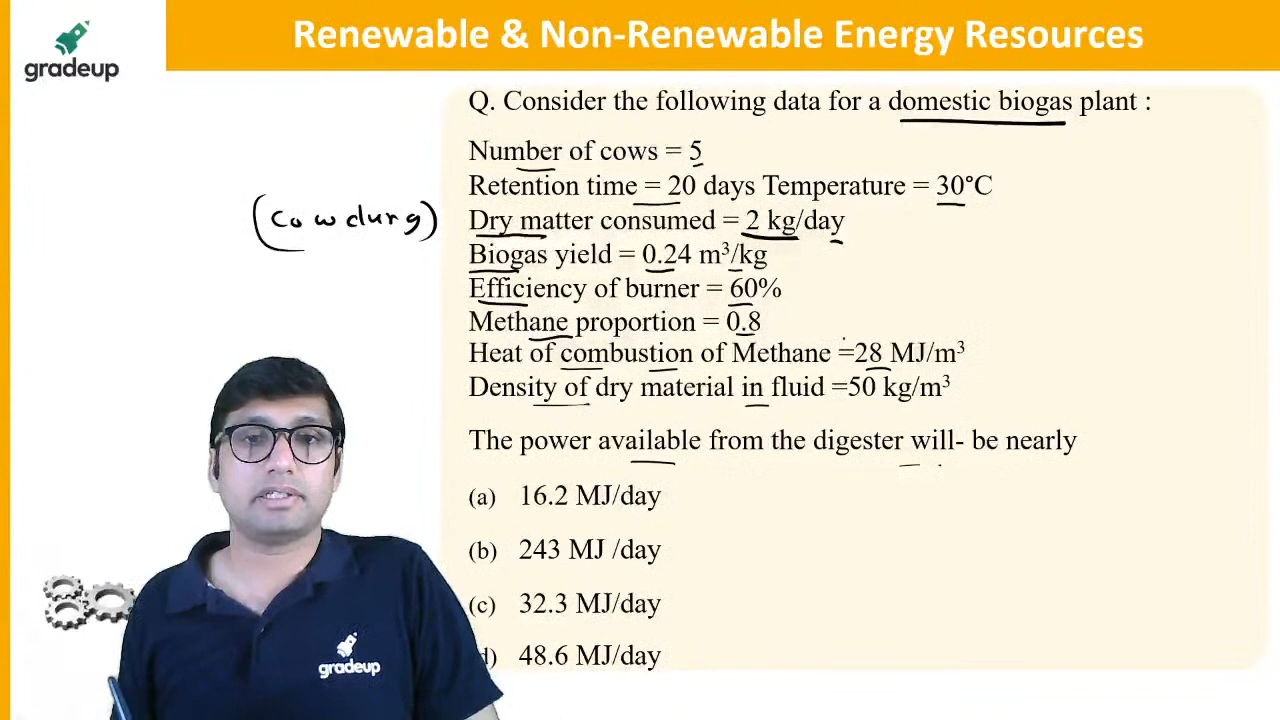 Renewable & Non-Renewable Energy Resources
gradeup
Q. Consider the following data for a domestic biogas plant :
Number of cows = 5
Retention time = 20 days Temperature = 30°C
(Cow dung)
Dry matter consumed = 2 kg/day
Biogas yield = 0.24 m³/kg
Efficiency of burner = 60%
Methane proportion = 0.8
Heat of combustion of Methane =28 MJ/m³
Density of dry material in fluid =50 kg/m³
The power available from the digester will- be nearly
(a) 16.2 MJ/day
(b) 243 MJ /day
(c) 32.3 MJ/day
d) 48.6 MJ/day
gradeup